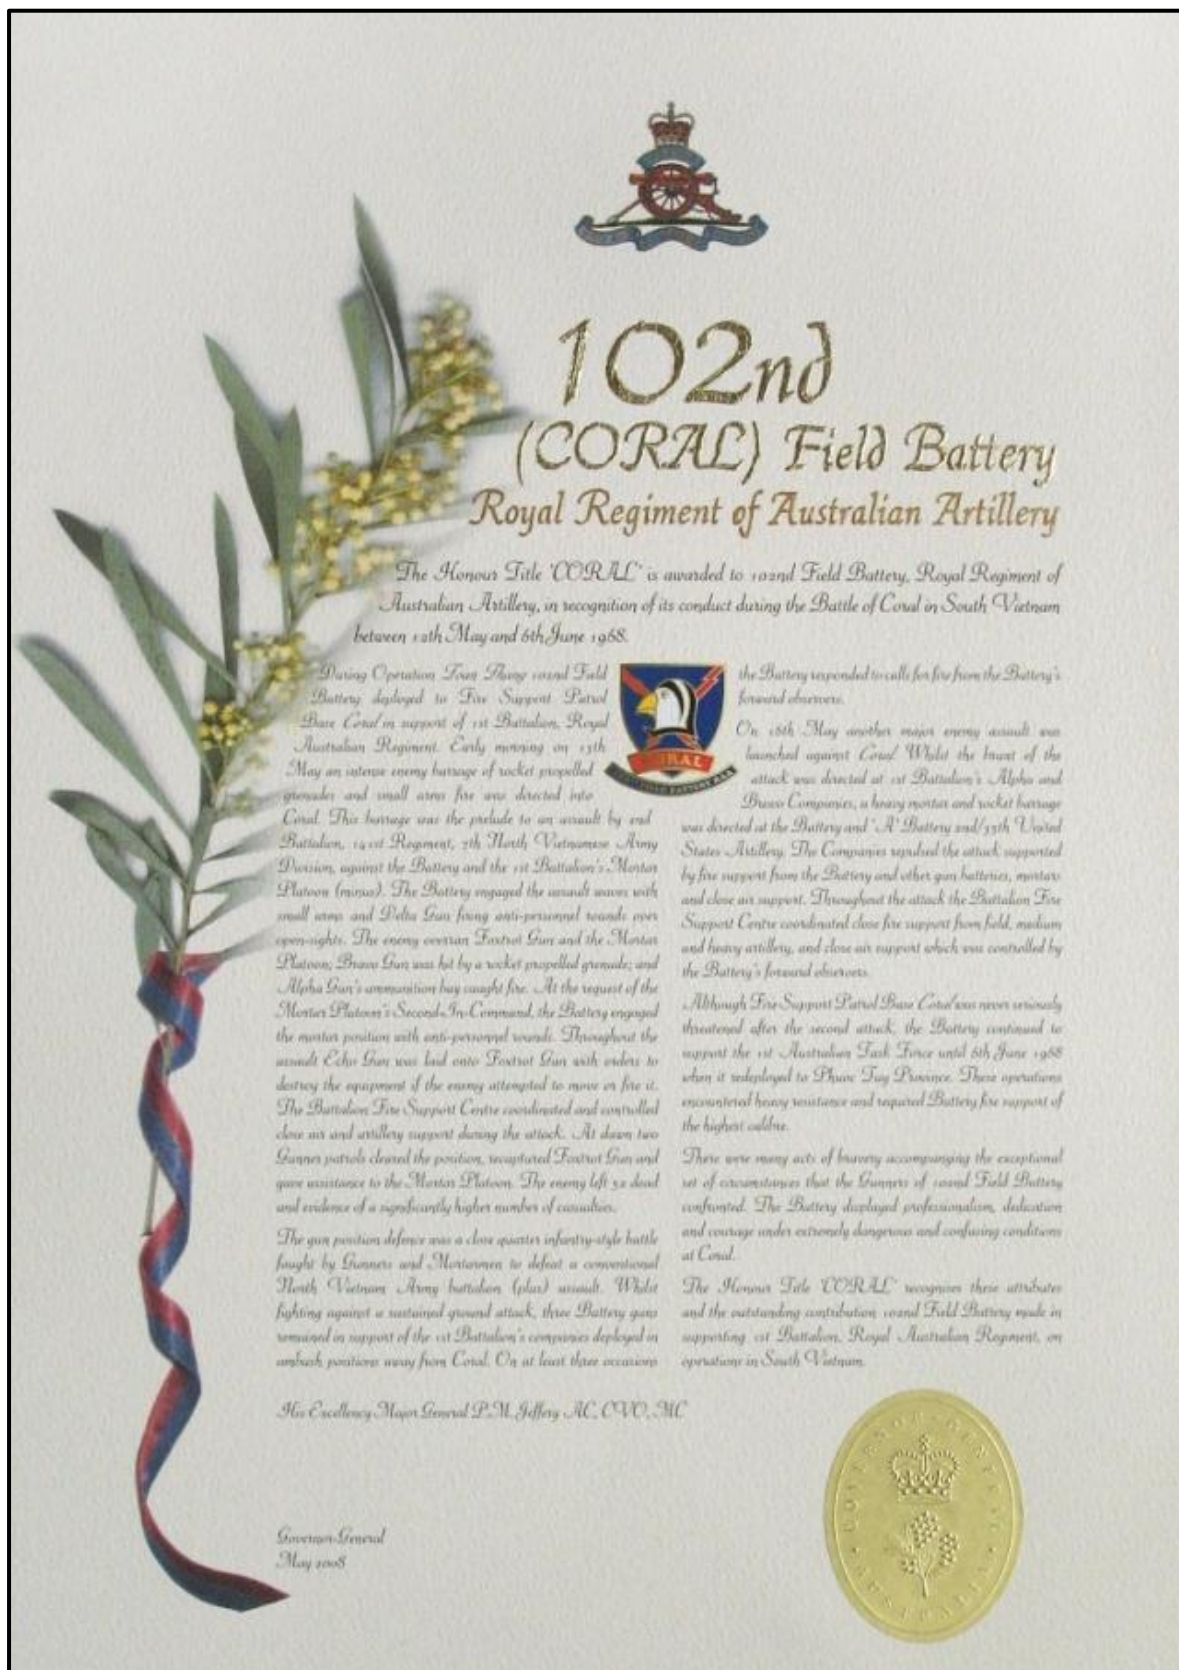 102nd
(CORAL) Field Battery
Royal Regiment of Australian Artillery
The Honour Title 'CORAL' is awarded to 102nd Field Battery, Royal Regiment of
Australian Artillery, in recognition of its conduct during the Battle of Coral in South Vietnam
between 12th May and 6th June 1968.
During Operation Toan Thang 102nd Field
Battery deployed to Fire Support Patrol
Base Coral in support of 1st Battalion, Royal
Australian Regiment. Early morning on 13th
May an intense enemy barrage of rocket propelled
grenades and small arms fire was directed into
Coral. This barrage was the prelude to an assault by 2nd
Battalion, 141st Regiment, 7th North Vietnamese Army
Division, against the Battery and the 1st Battalion's Mortar
Platoon (minus). The Battery engaged the assault waves with
small arms and Delta Gun firing anti-personnel rounds over
open-sights. The enemy overran Foxtrot Gun and the Mortar
Platoon; Bravo Gun was hit by a rocket propelled grenade; and
Alpha Gun's ammunition bay caught fire. At the request of the
Mortar Platoon's Second-In-Command, the Battery engaged
the mortar position with anti-personnel rounds. Throughout the
assault Echo Gun was laid onto Foxtrot Gun with orders to
destroy the equipment if the enemy attempted to move or fire it.
The Battalion Fire Support Centre coordinated and controlled
close air and artillery support during the attack. At dawn two
Gunner patrols cleared the position, recaptured Foxtrot Gun and
gave assistance to the Mortar Platoon. The enemy left 52 dead
and evidence of a significantly higher number of casualties.
The gun position defence was a close quarter infantry-style battle
fought by Gunners and Mortarmen to defeat a conventional
North Vietnam Army battalion (plus) assault. Whilst
fighting against a sustained ground attack, three Battery guns
remained in support of the 1st Battalion's companies deployed in
ambush positions away from Coral. On at least three occasions
the Battery responded to calls for fire from the Battery's
forward observers.
On 16th May another major enemy assault was
launched against Coral. Whilst the brunt of the
attack was directed at 1st Battalion's Alpha and
Bravo Companies, a heavy mortar and rocket barrage
was directed at the Battery and 'A' Battery 2nd/35th United
States Artillery. The Companies repulsed the attack supported
by fire support from the Battery and other gun batteries, mortars
and close air support. Throughout the attack the Battalion Fire
Support Centre coordinated close fire support from field, medium
and heavy artillery, and close air support which was controlled by
the Battery's forward observers.
Although Fire Support Patrol Base Coral was never seriously
threatened after the second attack, the Battery continued to
support the 1st Australian Task Force until 6th June 1968
when it redeployed to Phuoc Tuy Province. These operations
encountered heavy resistance and required Battery fire support of
the highest calibre.
There were many acts of bravery accompanying the exceptional
set of circumstances that the Gunners of 102nd Field Battery
confronted. The Battery displayed professionalism, dedication
and courage under extremely dangerous and confusing conditions
at Coral.
The Honour Title 'CORAL' recognises these attributes
and the outstanding contribution 102nd Field Battery made in
supporting 1st Battalion, Royal Australian Regiment, on
operations in South Vietnam.
CORAL
FIELD BATTERY RAA
His Excellency Major General P.M. Jeffery AC, CVO, MC
Governor-General
May 2008
GOVERNOR-GENERAL
AUSTRALIA